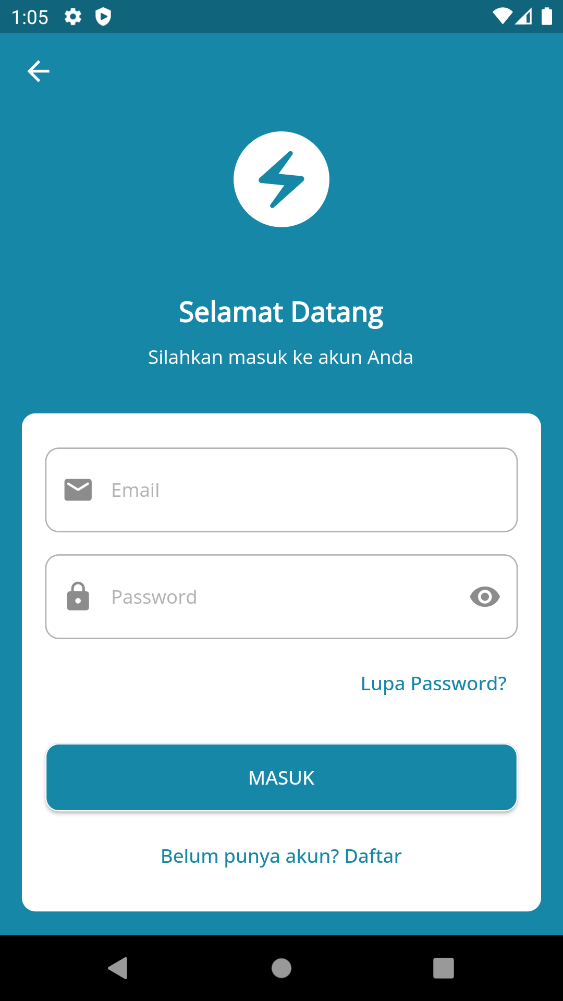 1:05
Selamat Datang
Silahkan masuk ke akun Anda
Email
Password
Lupa Password?
MASUK
Belum punya akun? Daftar